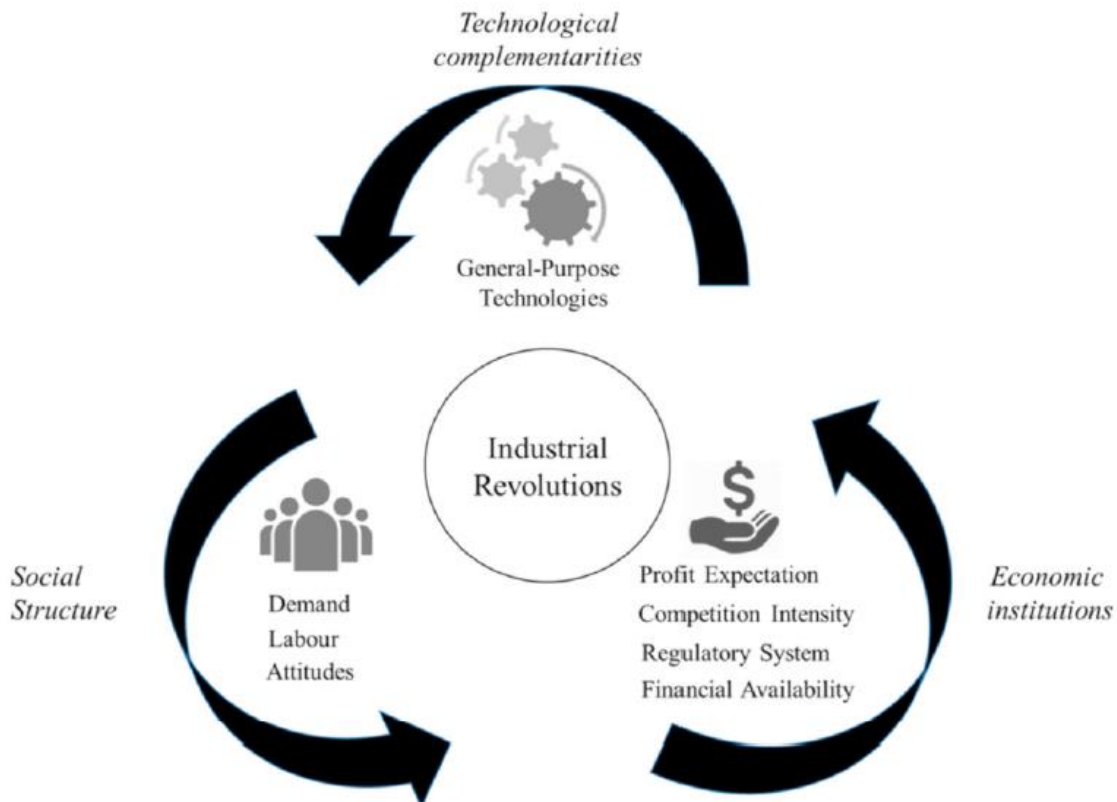 Technological
complementarities
General-Purpose
Technologies
Industrial
Revolutions
Social
Structure
Demand
Labour
Attitudes
$
Profit Expectation
Competition Intensity
Regulatory System
Financial Availability
Economic
institutions